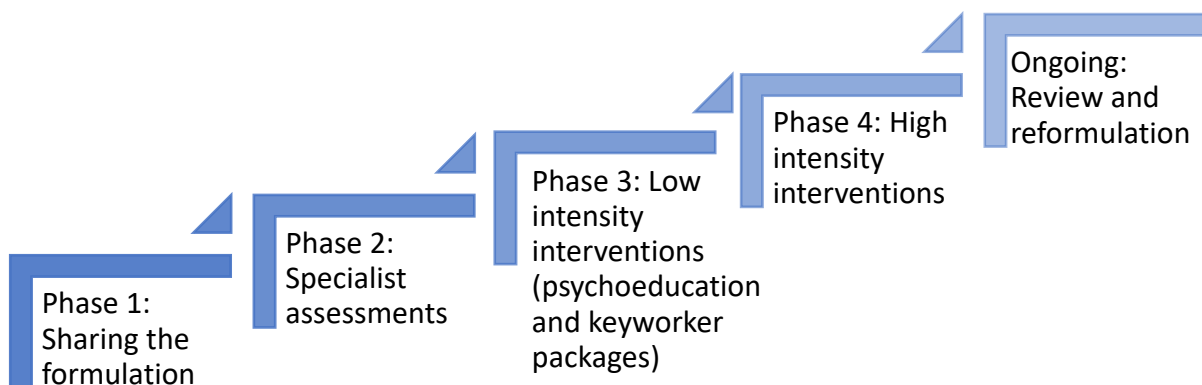 Phase 1:
Sharing the
formulation
Phase 2:
Specialist
assessments
Phase 3: Low
intensity
interventions
(psychoeducation
and keyworker
packages)
Phase 4: High
intensity
interventions
Ongoing:
Review and
reformulation